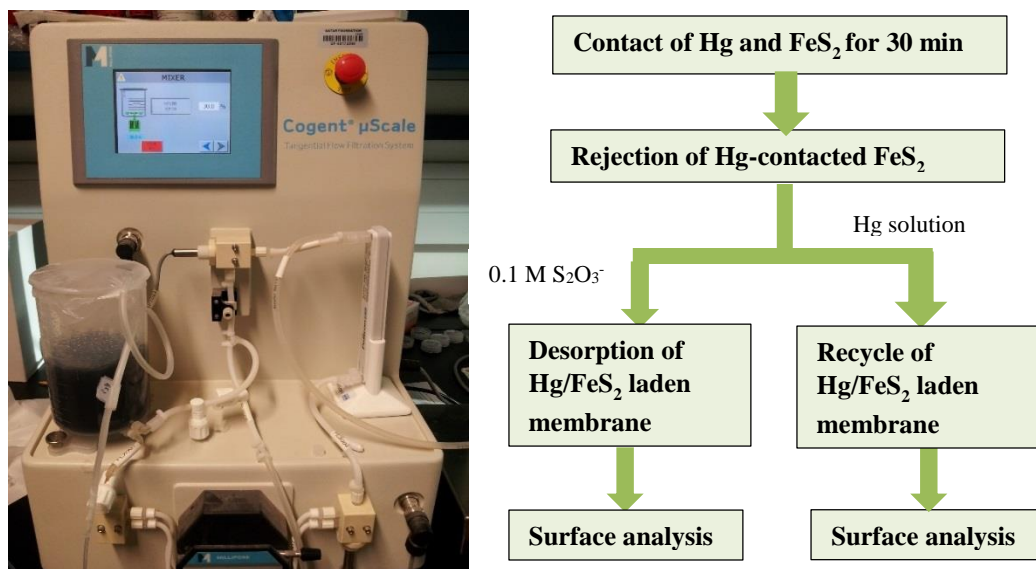 MIXER
Cogent® µScale
Tangential Flow Filtration System
MILLIPORE
Contact of Hg and FeS₂ for 30 min
Rejection of Hg-contacted FeS₂
Hg solution
0.1 M S₂O₃⁻
Desorption of
Hg/FeS₂ laden
membrane
Recycle of
Hg/FeS₂ laden
membrane
Surface analysis
Surface analysis